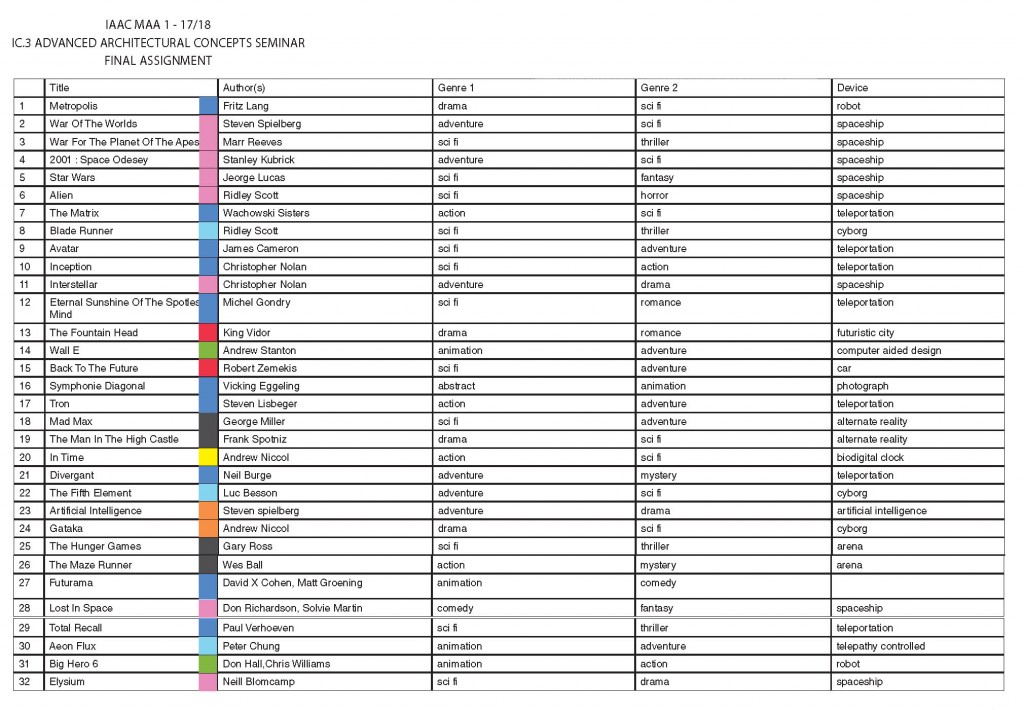 IAAC MAA 1 - 17/18
IC.3 ADVANCED ARCHITECTURAL CONCEPTS SEMINAR
FINAL ASSIGNMENT
Title Author(s) Genre 1 Genre 2 Device
1 Metropolis Fritz Lang drama sci fi robot
2 War Of The Worlds Steven Spielberg adventure sci fi spaceship
3 War For The Planet Of The Apes Marr Reeves sci fi thriller spaceship
4 2001 : Space Odesey Stanley Kubrick adventure sci fi spaceship
5 Star Wars Jeorge Lucas sci fi fantasy spaceship
6 Alien Ridley Scott sci fi horror spaceship
7 The Matrix Wachowski Sisters action sci fi teleportation
8 Blade Runner Ridley Scott sci fi thriller cyborg
9 Avatar James Cameron sci fi adventure teleportation
10 Inception Christopher Nolan sci fi action teleportation
11 Interstellar Christopher Nolan adventure drama spaceship
12 Eternal Sunshine Of The Spotles Michel Gondry sci fi romance teleportation
Mind
13 The Fountain Head King Vidor drama romance futuristic city
14 Wall E Andrew Stanton animation adventure computer aided design
15 Back To The Future Robert Zemekis sci fi adventure car
16 Symphonie Diagonal Vicking Eggeling abstract animation photograph
17 Tron Steven Lisbeger action adventure teleportation
18 Mad Max George Miller sci fi adventure alternate reality
19 The Man In The High Castle Frank Spotniz drama sci fi alternate reality
20 In Time Andrew Niccol action sci fi biodigital clock
21 Divergant Neil Burge adventure mystery teleportation
22 The Fifth Element Luc Besson adventure sci fi cyborg
23 Artificial Intelligence Steven spielberg adventure drama artificial intelligence
24 Gataka Andrew Niccol drama sci fi cyborg
25 The Hunger Games Gary Ross sci fi thriller arena
26 The Maze Runner Wes Ball action mystery arena
27 Futurama David X Cohen, Matt Groening animation comedy
28 Lost In Space Don Richardson, Solvie Martin comedy fantasy spaceship
29 Total Recall Paul Verhoeven sci fi thriller teleportation
30 Aeon Flux Peter Chung animation adventure telepathy controlled
31 Big Hero 6 Don Hall,Chris Williams animation action robot
32 Elysium Neill Blomcamp sci fi drama spaceship